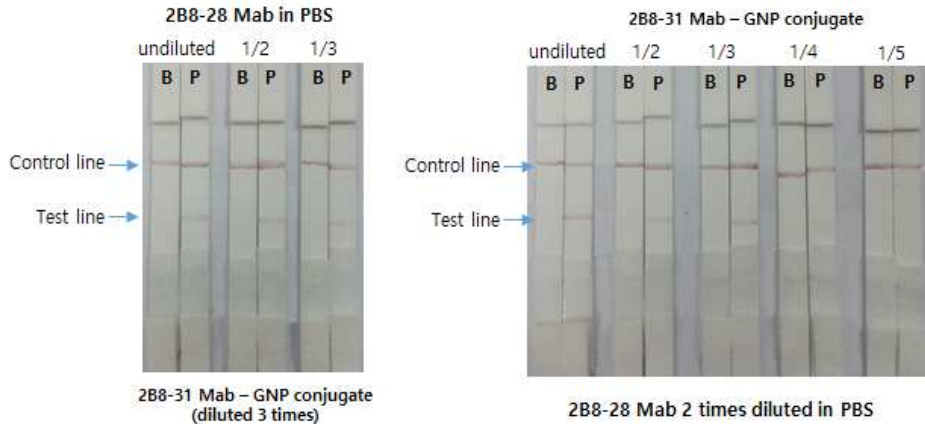 2B8-28 Mab in PBS
undiluted 1/2 1/3
B P B P B P
Control line
Test line
2B8-31 Mab – GNP conjugate
(diluted 3 times)
2B8-31 Mab – GNP conjugate
undiluted 1/2 1/3 1/4 1/5
B P B P B P B P B P
Control line
Test line
2B8-28 Mab 2 times diluted in PBS